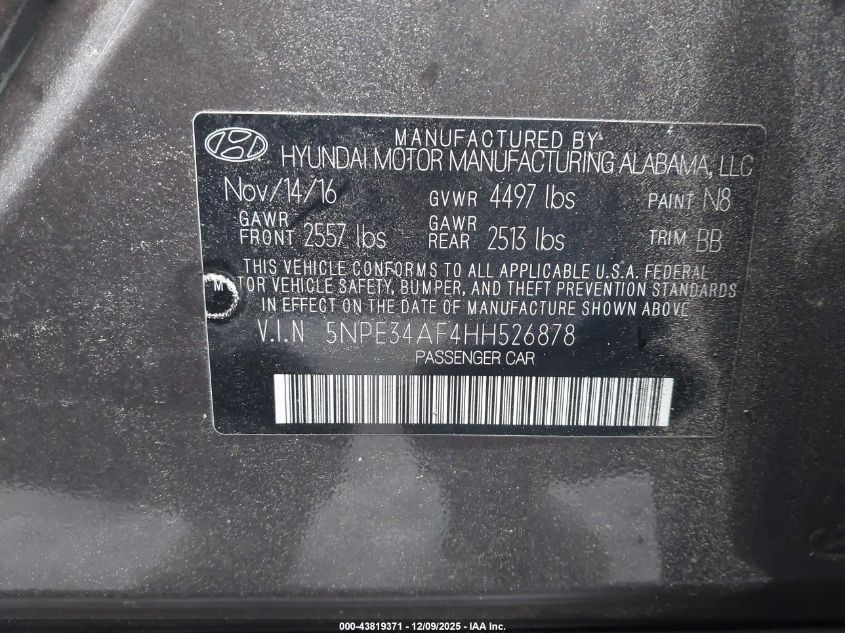 MANUFACTURED BY
HYUNDAI MOTOR MANUFACTURING ALABAMA, LLC
Nov/14/16 GVWR 4497 lbs PAINT N8
GAWR FRONT 2557 lbs GAWR REAR 2513 lbs TRIM BB
THIS VEHICLE CONFORMS TO ALL APPLICABLE U.S.A. FEDERAL
M TOR VEHICLE SAFETY, BUMPER, AND THEFT PREVENTION STANDARDS
IN EFFECT ON THE DATE OF MANUFACTURE SHOWN ABOVE
V.I.N 5NPE34AF4HH526878
PASSENGER CAR
000-43819371 - 12/09/2025 - IAA Inc.